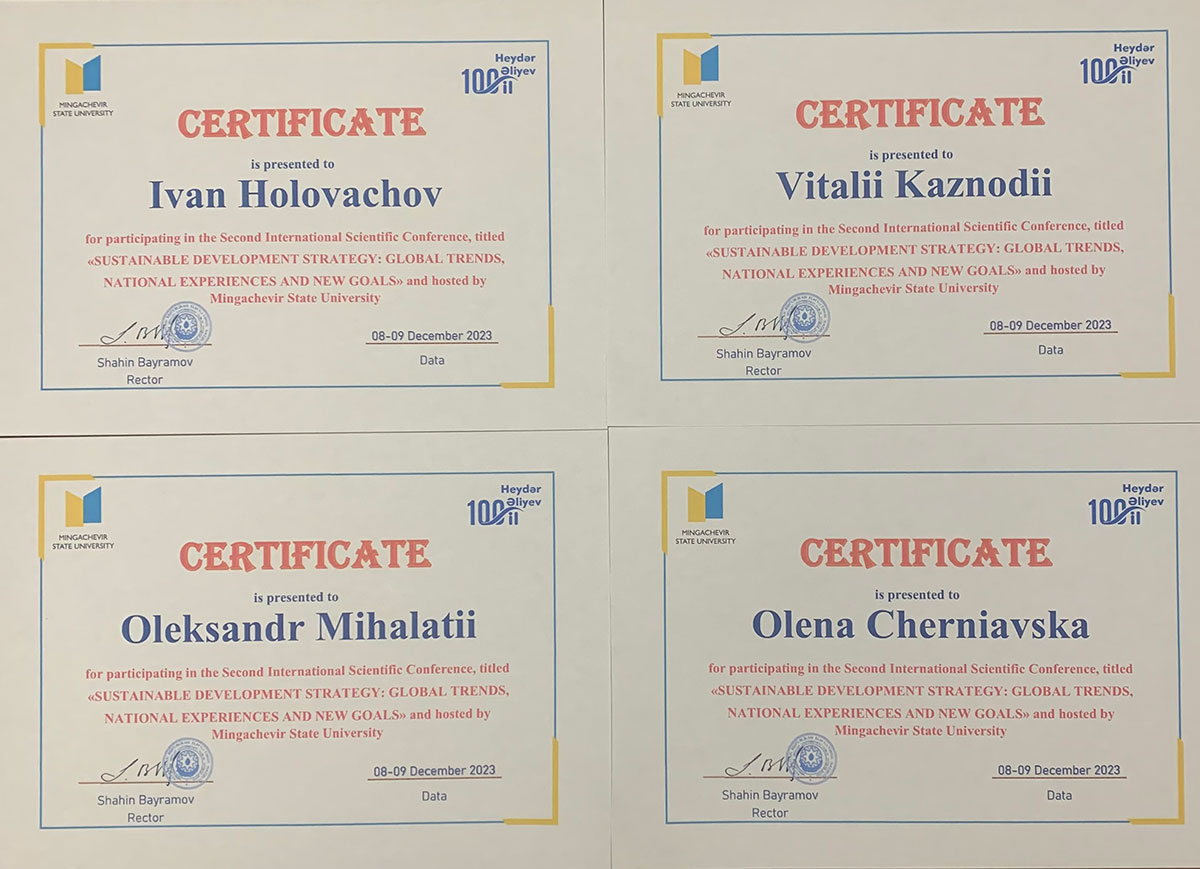 MINGACHEVIR
STATE UNIVERSITY
Heydər
Əliyev
100 il
CERTIFICATE
is presented to
Ivan Holovachov
for participating in the Second International Scientific Conference, titled
«SUSTAINABLE DEVELOPMENT STRATEGY: GLOBAL TRENDS,
NATIONAL EXPERIENCES AND NEW GOALS» and hosted by
Mingachevir State University
08-09 December 2023
Shahin Bayramov
Data
Rector
MINGACHEVIR
STATE UNIVERSITY
Heydər
Əliyev
100 il
CERTIFICATE
is presented to
Vitalii Kaznodii
for participating in the Second International Scientific Conference, titled
«SUSTAINABLE DEVELOPMENT STRATEGY: GLOBAL TRENDS,
NATIONAL EXPERIENCES AND NEW GOALS» and hosted by
Mingachevir State University
08-09 December 2023
Shahin Bayramov
Data
Rector
MINGACHEVIR
STATE UNIVERSITY
Heydər
Əliyev
100 il
CERTIFICATE
is presented to
Oleksandr Mihalatii
for participating in the Second International Scientific Conference, titled
«SUSTAINABLE DEVELOPMENT STRATEGY: GLOBAL TRENDS,
NATIONAL EXPERIENCES AND NEW GOALS» and hosted by
Mingachevir State University
08-09 December 2023
Shahin Bayramov
Data
Rector
MINGACHEVIR
STATE UNIVERSITY
Heydər
Əliyev
100 il
CERTIFICATE
is presented to
Olena Cherniavska
for participating in the Second International Scientific Conference, titled
«SUSTAINABLE DEVELOPMENT STRATEGY: GLOBAL TRENDS,
NATIONAL EXPERIENCES AND NEW GOALS» and hosted by
Mingachevir State University
08-09 December 2023
Shahin Bayramov
Data
Rector